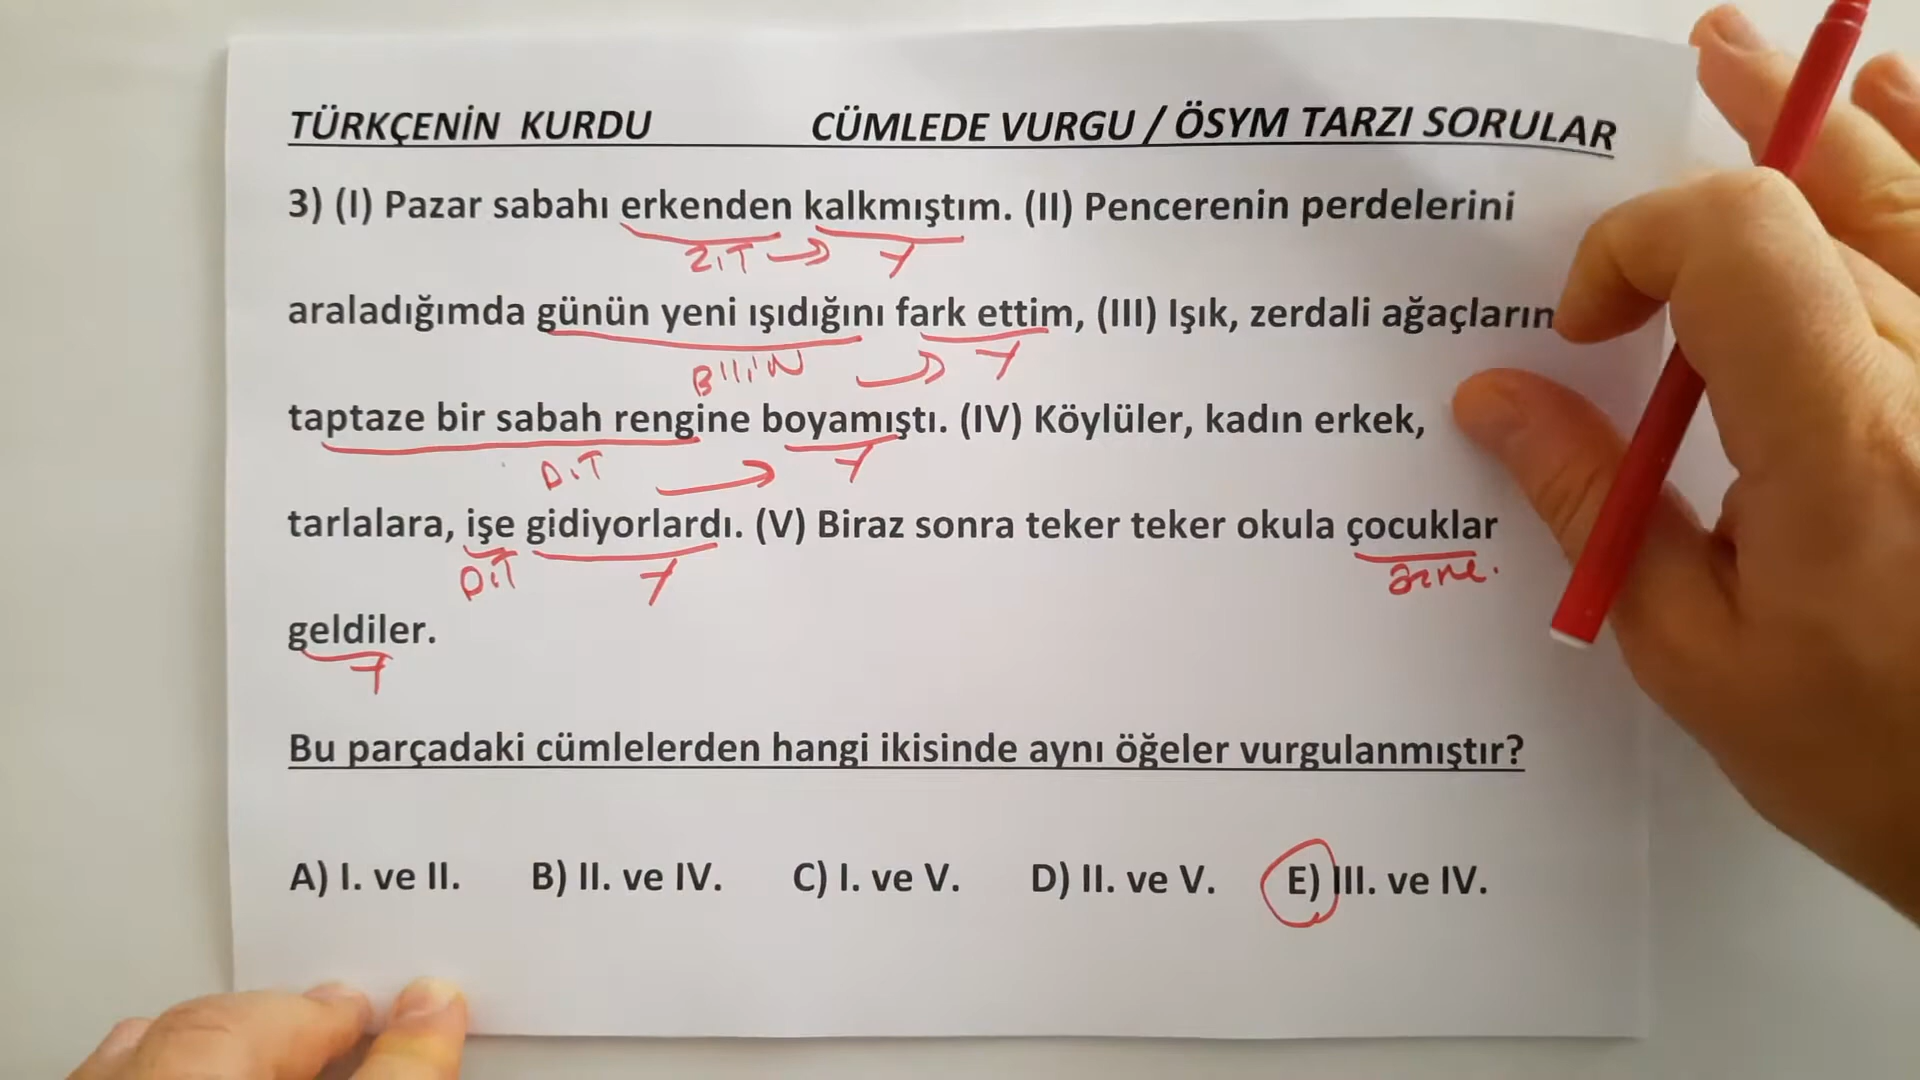 TÜRKÇENİN KURDU CÜMLEDE VURGU / ÖSYM TARZI SORULAR
3) (I) Pazar sabahı erkenden kalkmıştım. (II) Pencerenin perdelerini
Z.T Y
araladığımda günün yeni ışıdığını fark ettim, (III) Işık, zerdali ağaçların
Bli.N Y
taptaze bir sabah rengine boyamıştı. (IV) Köylüler, kadın erkek,
D.T Y
tarlalara, işe gidiyorlardı. (V) Biraz sonra teker teker okula çocuklar
D.T Y özne.
geldiler.
Y
Bu parçadaki cümlelerden hangi ikisinde aynı öğeler vurgulanmıştır?
A) I. ve II. B) II. ve IV. C) I. ve V. D) II. ve V. E) III. ve IV.